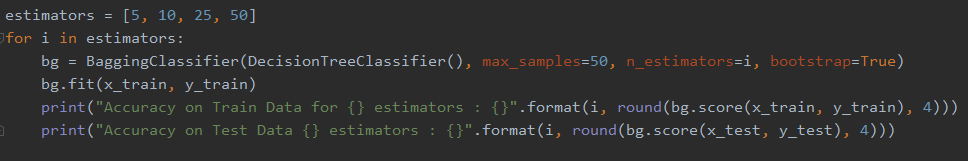 estimators = [5, 10, 25, 50]
for i in estimators:
    bg = BaggingClassifier(DecisionTreeClassifier(), max_samples=50, n_estimators=i, bootstrap=True)
    bg.fit(x_train, y_train)
    print("Accuracy on Train Data for {} estimators : {}".format(i, round(bg.score(x_train, y_train), 4)))
    print("Accuracy on Test Data {} estimators : {}".format(i, round(bg.score(x_test, y_test), 4)))